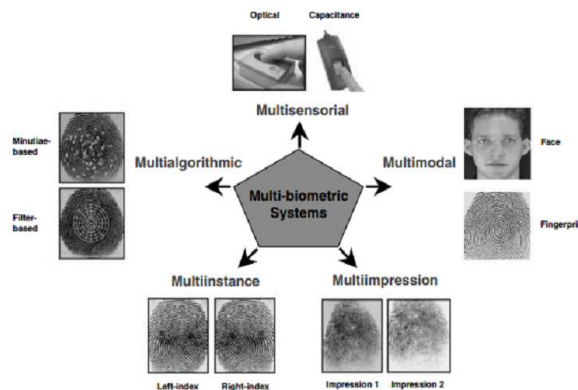 Optical Capacitance
Multisensorial
Minutiae-
based
Multialgorithmic
Multimodal
Face
Multi-biometric
Systems
Filter-
based
Fingerprin
Multiinstance
Multiimpression
Left-index Right-index
Impression 1 Impression 2